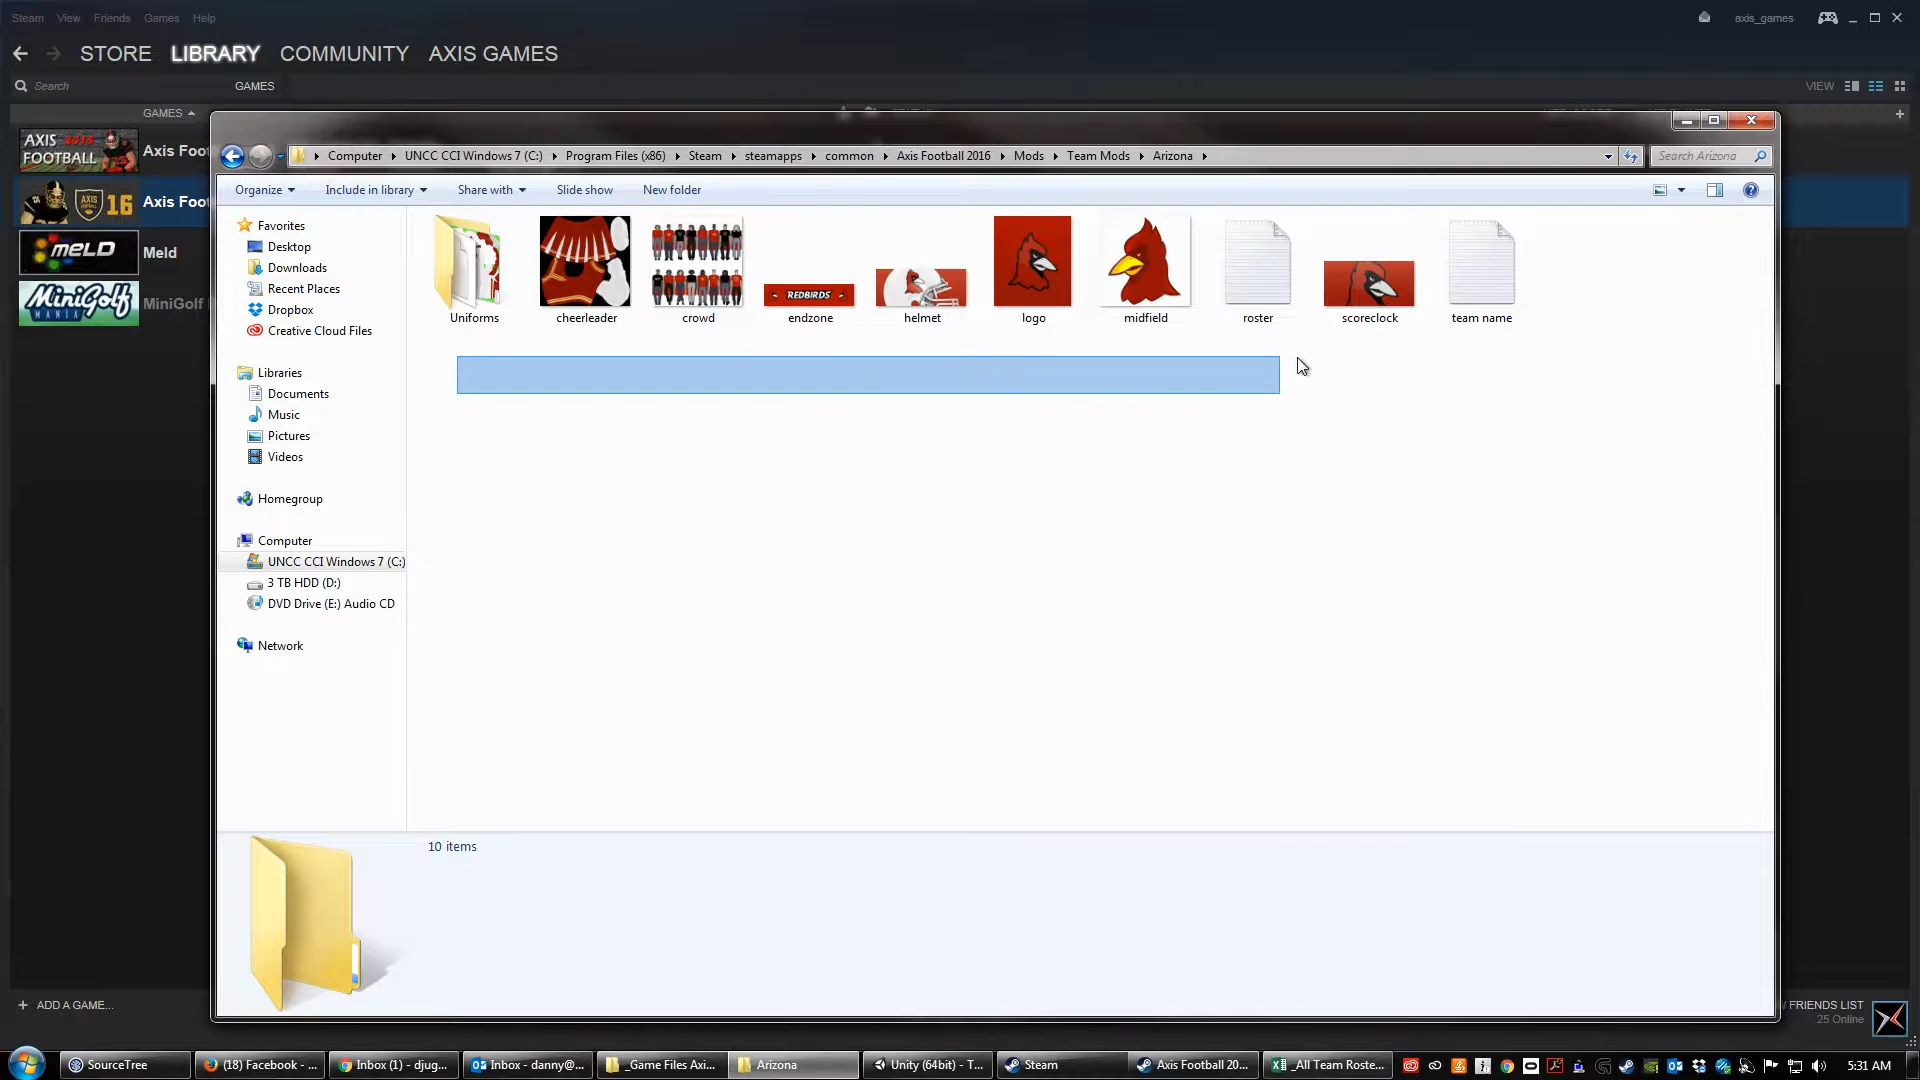 Steam View Friends Games Help axis_games
STORE LIBRARY COMMUNITY AXIS GAMES
Search GAMES VIEW
GAMES
AXIS 2015 FOOTBALL Axis Foot
AXIS 16 Axis Foot
MELD Meld
MiniGolf MANIA MiniGolf
Computer UNCC CCI Windows 7 (C:) Program Files (x86) Steam steamapps common Axis Football 2016 Mods Team Mods Arizona Search Arizona
Organize Include in library Share with Slide show New folder
Favorites
Desktop
Downloads
Recent Places
Dropbox
Creative Cloud Files
Libraries
Documents
Music
Pictures
Videos
Homegroup
Computer
UNCC CCI Windows 7 (C:)
3 TB HDD (D:)
DVD Drive (E:) Audio CD
Network
REDBIRDS
Uniforms cheerleader crowd endzone helmet logo midfield roster scoreclock team name
10 items
+ ADD A GAME... FRIENDS LIST
25 Online
SourceTree (18) Facebook - ... Inbox (1) - djug... Inbox - danny@... _Game Files Axi... Arizona Unity (64bit) - T... Steam Axis Football 20... _All Team Roste... 5:31 AM